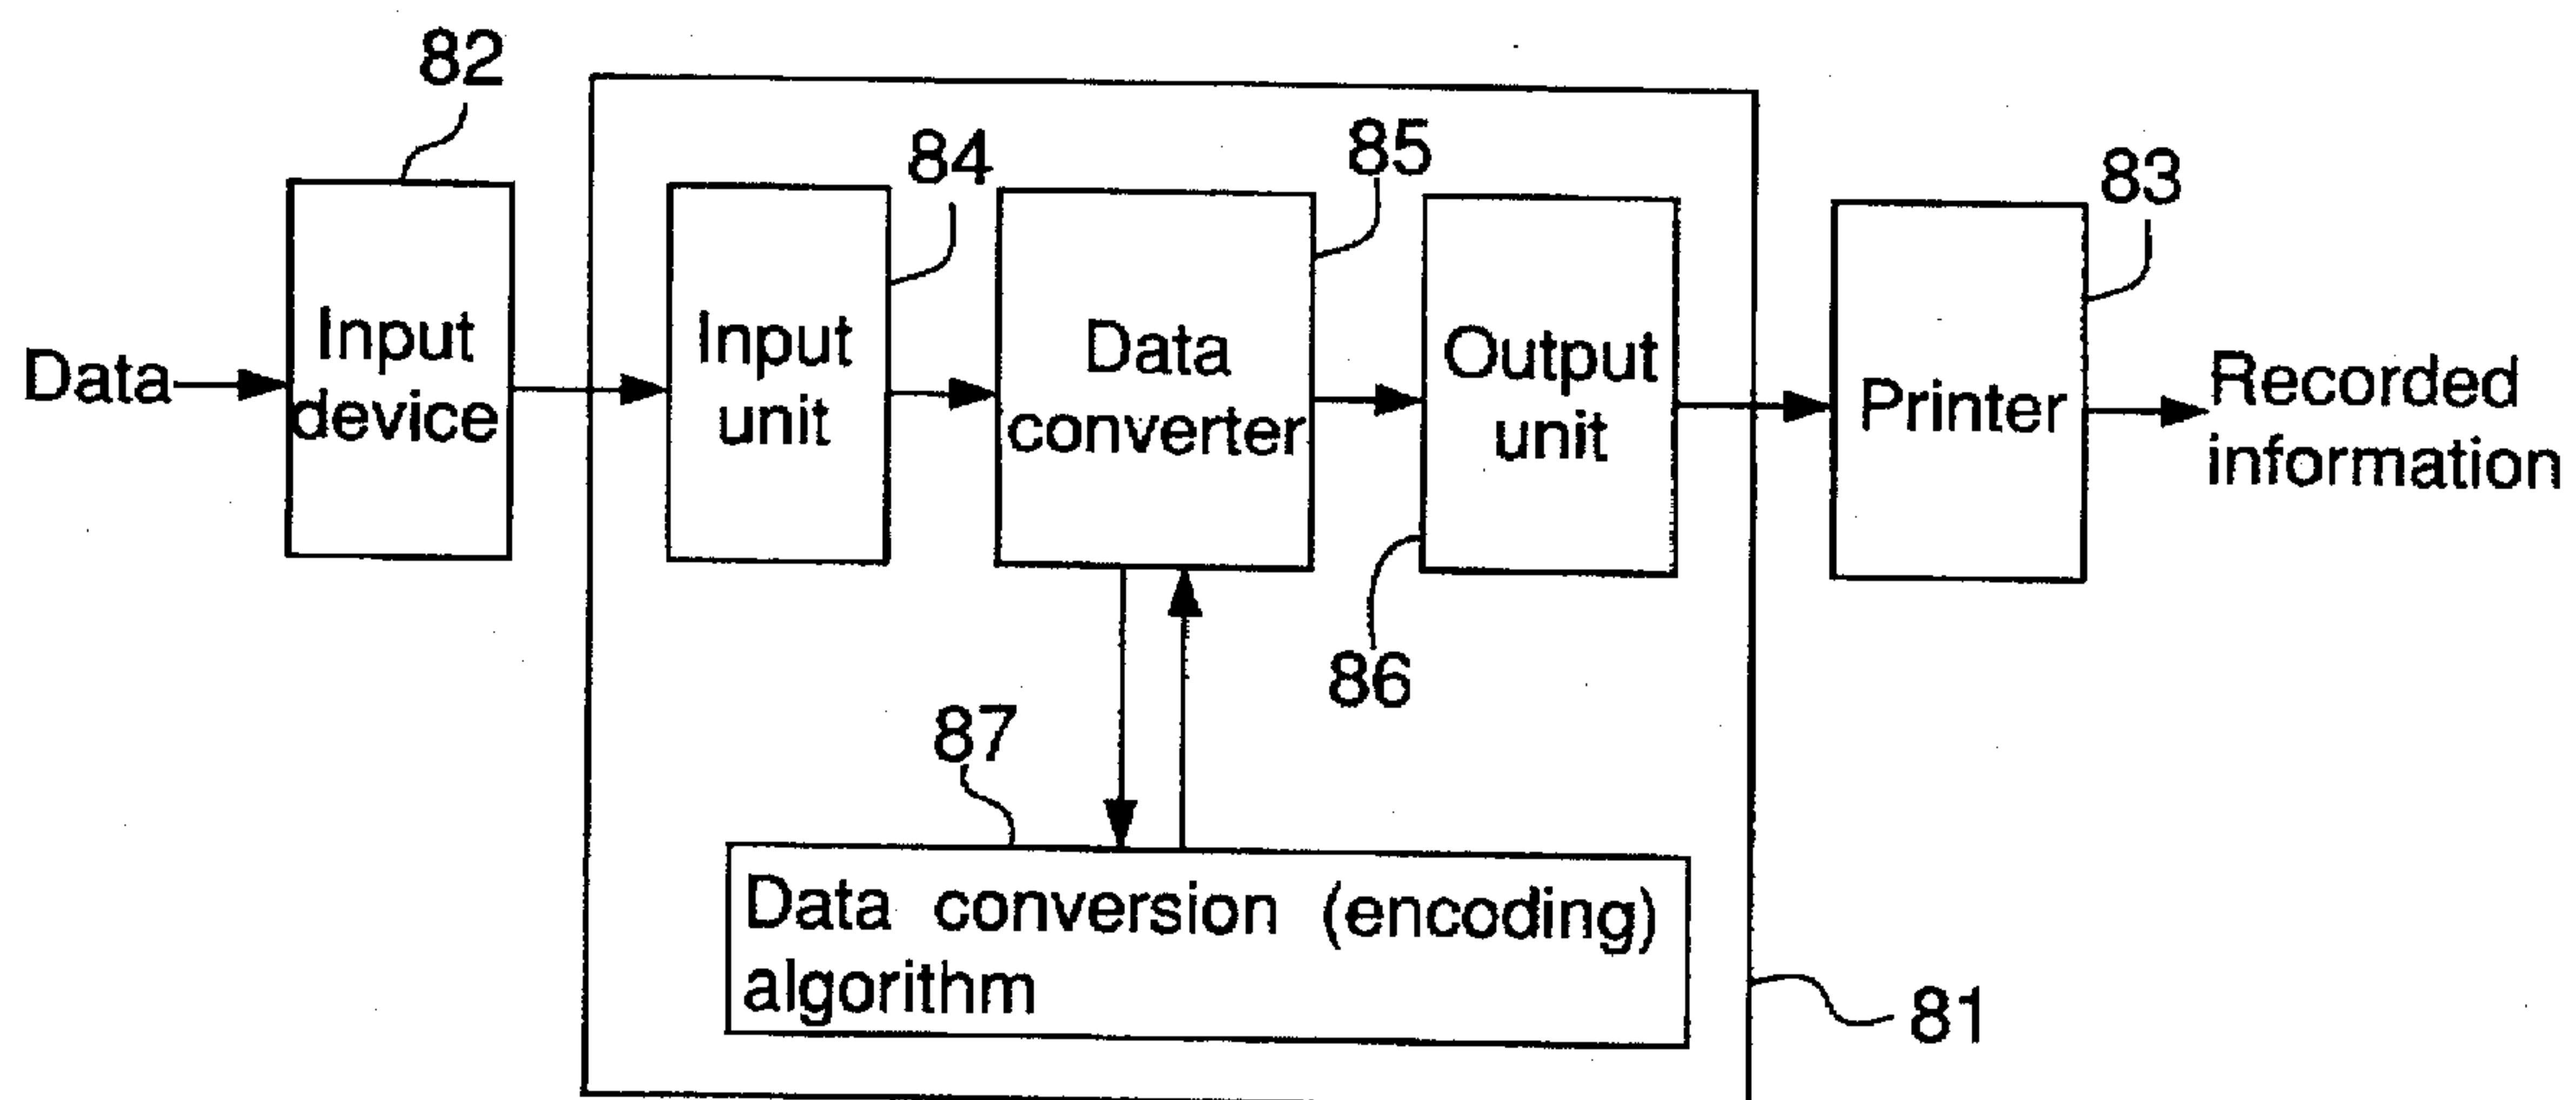 82
84
85
83
Data
Input
device
Input
unit
Data
converter
Output
unit
Printer
Recorded
information
86
87
Data conversion (encoding)
algorithm
81